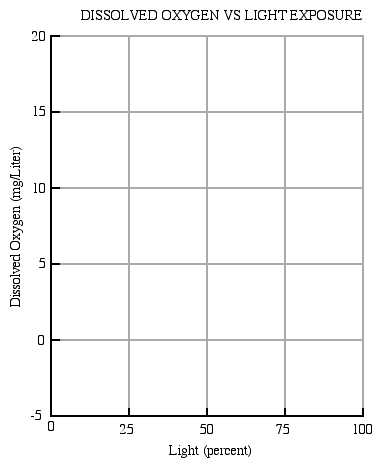 DISSOLVED OXYGEN VS LIGHT EXPOSURE
20
15
10
5
0
-5
Dissolved Oxygen (mg/Liter)
0 25 50 75 100
Light (percent)